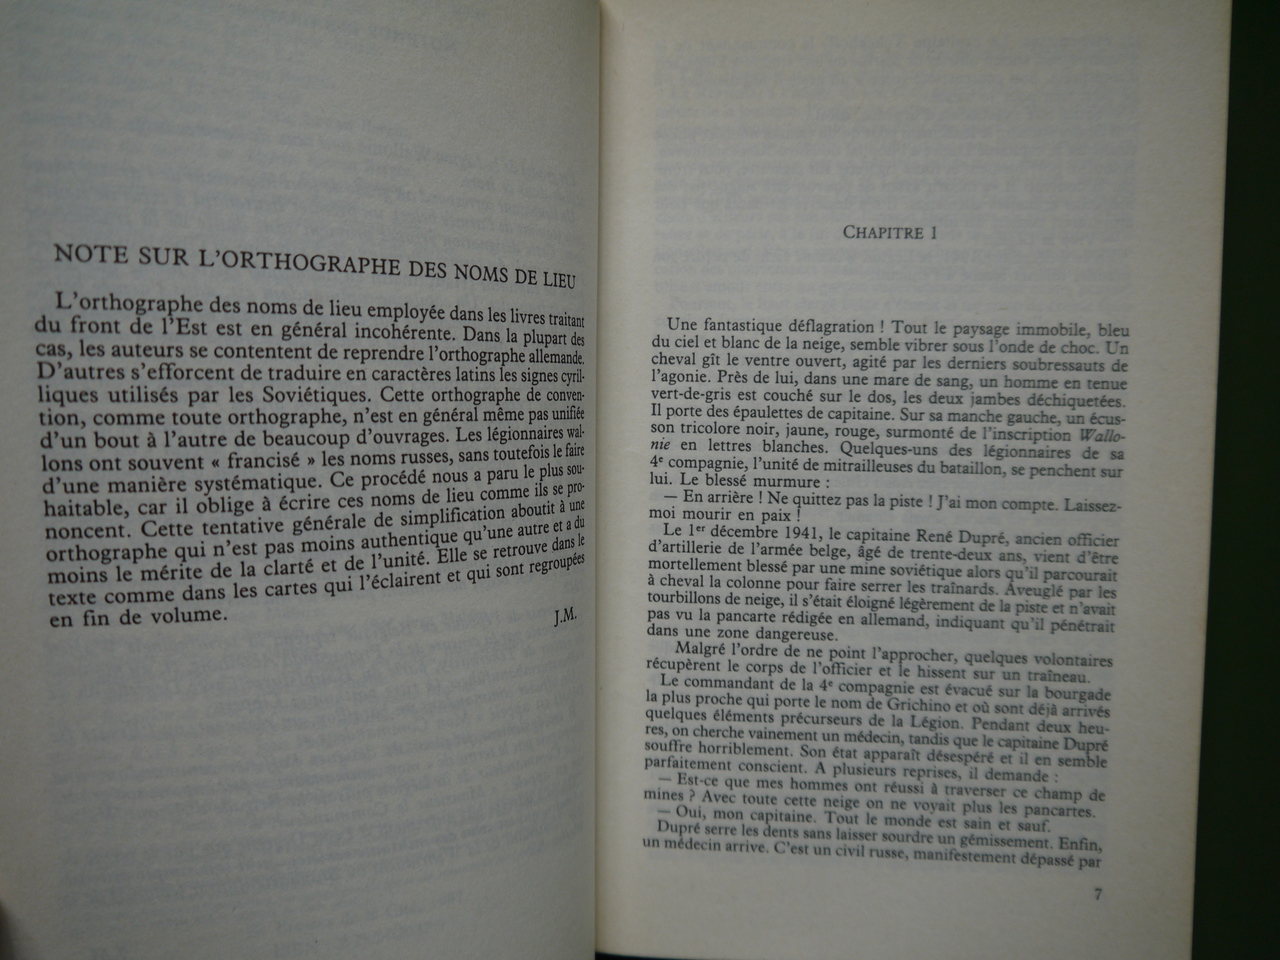 NOTE SUR L'ORTHOGRAPHE DES NOMS DE LIEU
L'orthographe des noms de lieu employée dans les livres traitant
du front de l'Est est en général incohérente. Dans la plupart des
cas, les auteurs se contentent de reprendre l'orthographe allemande.
D'autres s'efforcent de traduire en caractères latins les signes cyril-
liques utilisés par les Soviétiques. Cette orthographe de conven-
tion, comme toute orthographe, n'est en général même pas unifiée
d'un bout à l'autre de beaucoup d'ouvrages. Les légionnaires wal-
lons ont souvent « francisé » les noms russes, sans toutefois le faire
d'une manière systématique. Ce procédé nous a paru le plus sou-
haitable, car il oblige à écrire ces noms de lieu comme ils se pro-
noncent. Cette tentative générale de simplification aboutit à une
orthographe qui n'est pas moins authentique qu'une autre et a du
moins le mérite de la clarté et de l'unité. Elle se retrouve dans le
texte comme dans les cartes qui l'éclairent et qui sont regroupées
en fin de volume.
J.M.
CHAPITRE I
Une fantastique déflagration ! Tout le paysage immobile, bleu
du ciel et blanc de la neige, semble vibrer sous l'onde de choc. Un
cheval gît le ventre ouvert, agité par les derniers soubressauts de
l'agonie. Près de lui, dans une mare de sang, un homme en tenue
vert-de-gris est couché sur le dos, les deux jambes déchiquetées.
Il porte des épaulettes de capitaine. Sur sa manche gauche, un écus-
son tricolore noir, jaune, rouge, surmonté de l'inscription Wallo-
nie en lettres blanches. Quelques-uns des légionnaires de sa
4e compagnie, l'unité de mitrailleuses du bataillon, se penchent sur
lui. Le blessé murmure :
— En arrière ! Ne quittez pas la piste ! J'ai mon compte. Laissez-
moi mourir en paix !
Le 1er décembre 1941, le capitaine René Dupré, ancien officier
d'artillerie de l'armée belge, âgé de trente-deux ans, vient d'être
mortellement blessé par une mine soviétique alors qu'il parcourait
à cheval la colonne pour faire serrer les traînards. Aveuglé par les
tourbillons de neige, il s'était éloigné légèrement de la piste et n'avait
pas vu la pancarte rédigée en allemand, indiquant qu'il pénétrait
dans une zone dangereuse.
Malgré l'ordre de ne point l'approcher, quelques volontaires
récupèrent le corps de l'officier et le hissent sur un traîneau.
Le commandant de la 4e compagnie est évacué sur la bourgade
la plus proche qui porte le nom de Grichino et où sont déjà arrivés
quelques éléments précurseurs de la Légion. Pendant deux heu-
res, on cherche vainement un médecin, tandis que le capitaine Dupré
souffre horriblement. Son état apparaît désespéré et il en semble
parfaitement conscient. A plusieurs reprises, il demande :
— Est-ce que mes hommes ont réussi à traverser ce champ de
mines ? Avec toute cette neige on ne voyait plus les pancartes.
— Oui, mon capitaine. Tout le monde est sain et sauf.
Dupré serre les dents sans laisser sourdre un gémissement. Enfin,
un médecin arrive. C'est un civil russe, manifestement dépassé par
7